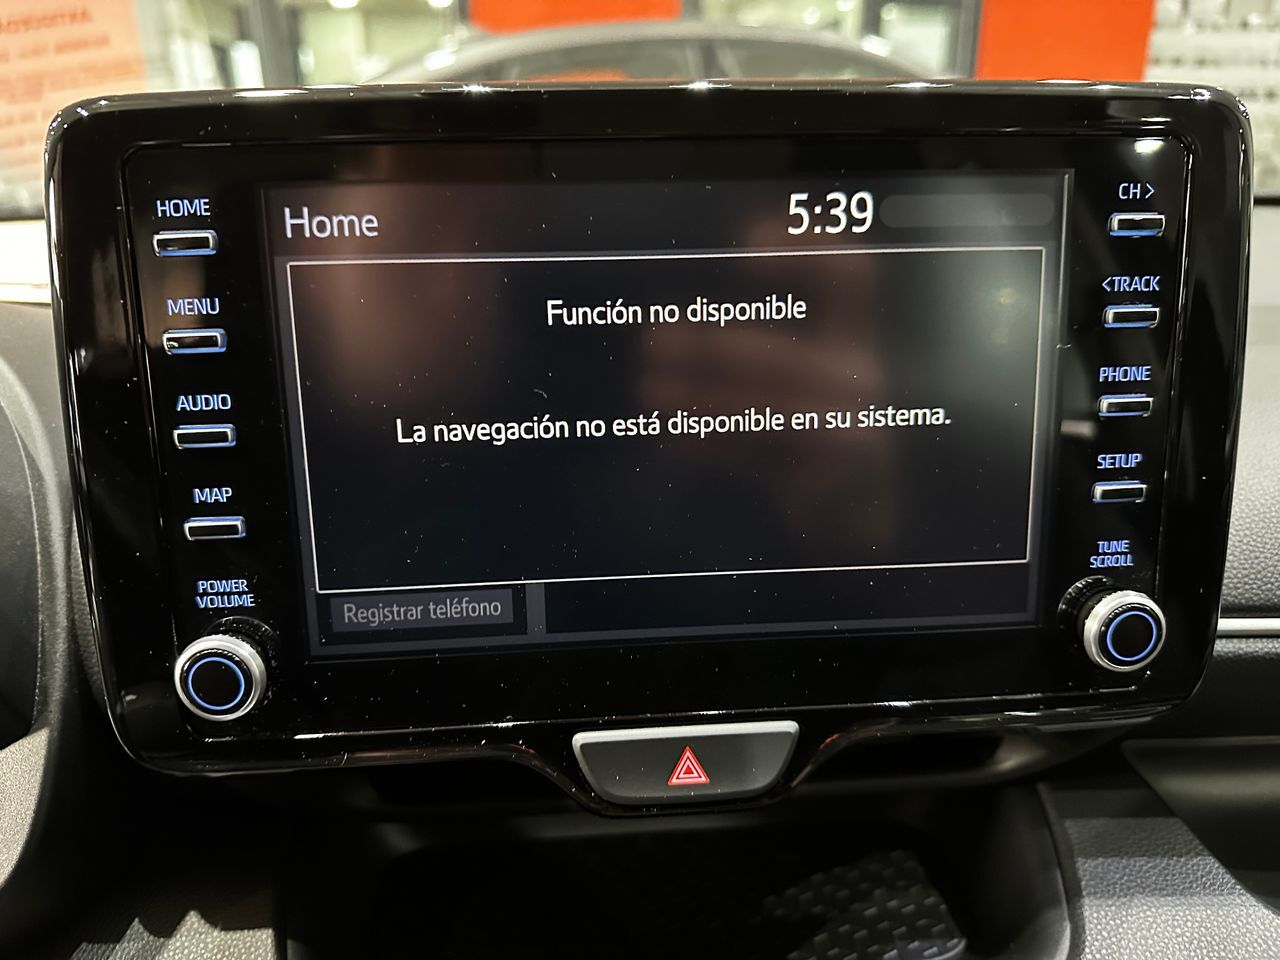 HOME
MENU
AUDIO
MAP
POWER
VOLUME
Home
5:39
Función no disponible
La navegación no está disponible en su sistema.
Registrar teléfono
CH >
< TRACK
PHONE
SETUP
TUNE
SCROLL